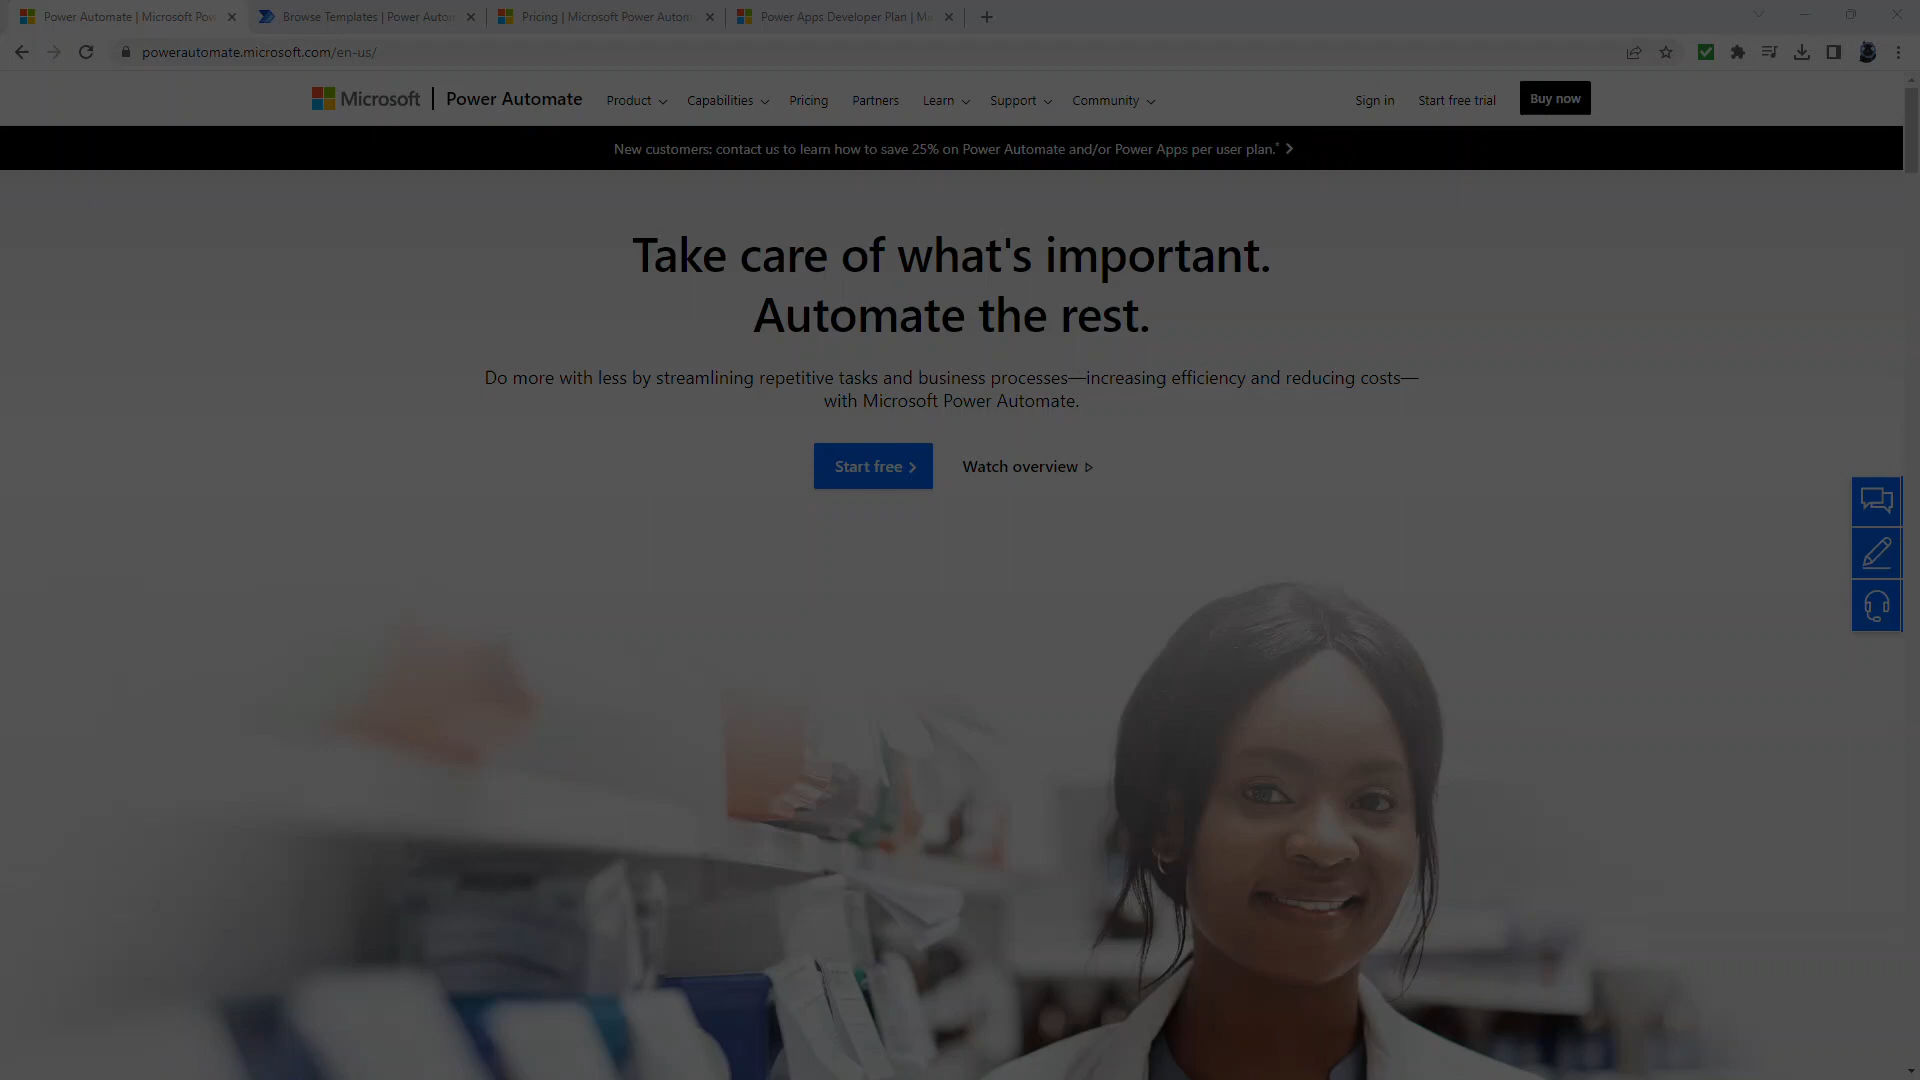 Power Automate | Microsoft Pow
Browse Templates | Power Autom
Pricing | Microsoft Power Autom
Power Apps Developer Plan | Mi
powerautomate.microsoft.com/en-us/
Microsoft
Power Automate
Product
Capabilities
Pricing
Partners
Learn
Support
Community
Sign in
Start free trial
Buy now
New customers: contact us to learn how to save 25% on Power Automate and/or Power Apps per user plan.*
Take care of what's important.
Automate the rest.
Do more with less by streamlining repetitive tasks and business processes—increasing efficiency and reducing costs—
with Microsoft Power Automate.
Start free
Watch overview